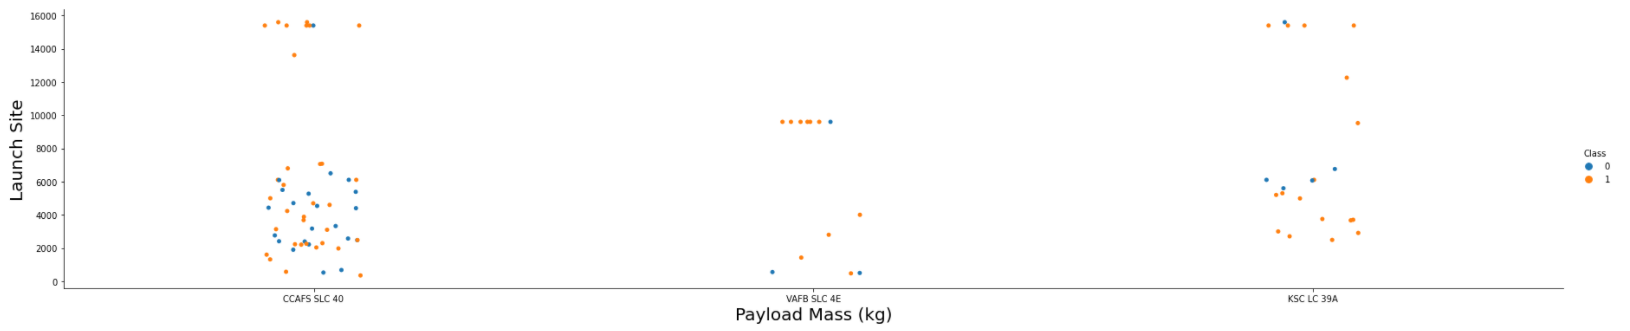 Launch Site
16000
14000
12000
10000
8000
6000
4000
2000
0
CCAFS SLC 40
VAFB SLC 4E
KSC LC 39A
Payload Mass (kg)
Class
0
1